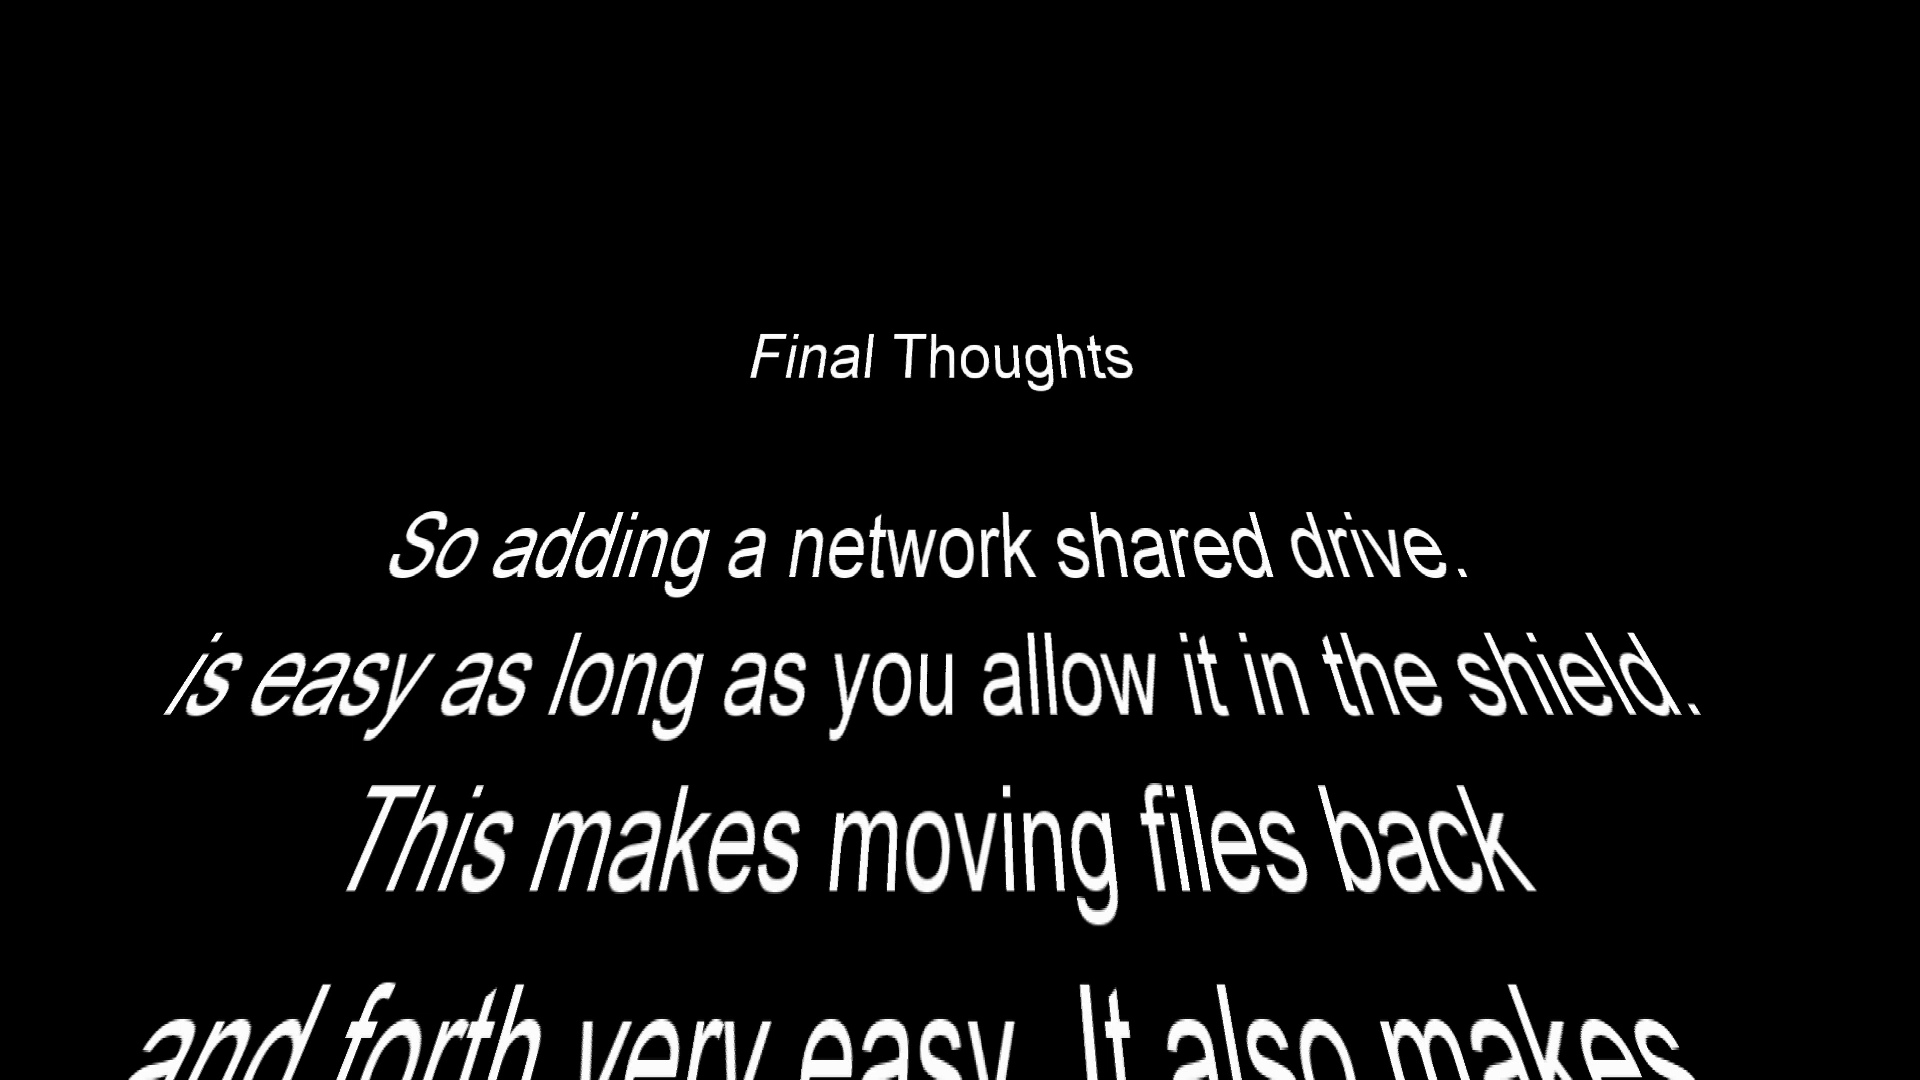 Final Thoughts
So adding a network shared drive.
is easy as long as you allow it in the shield.
This makes moving files back
and forth very easy. It also makes